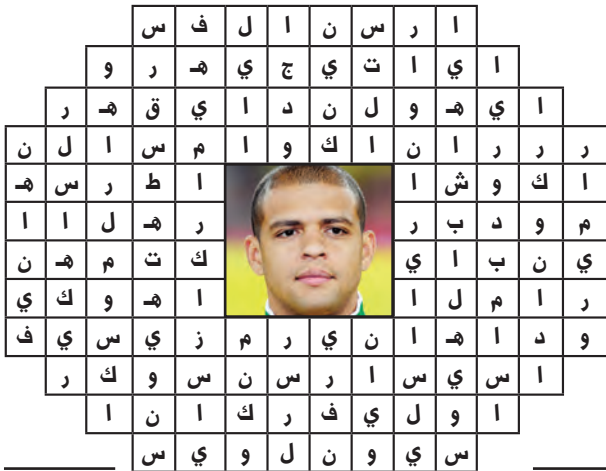 ا ر س ن ا ل ف س
ا ي ا ت ي ج ي هـ ر و
ا ي هـ و ل ن د ا ي ق هـ ر
ر ر ر ا ن ا ك و ا م س ا ل ن
ا ك و ش ا ا ط ر س هـ
م و د ب ر ر هـ ل ا ا
ي ن ب ا ي ك ت م هـ ن
ر ا م ل ا ا هـ و ك ي
و د ا هـ ا ن ي ر م ز ي س ي ف
ا س ي س ا ر س ن س و ك ر
ا و ل ي ف ر ك ا ن ا
س ي و ن ل و ي س